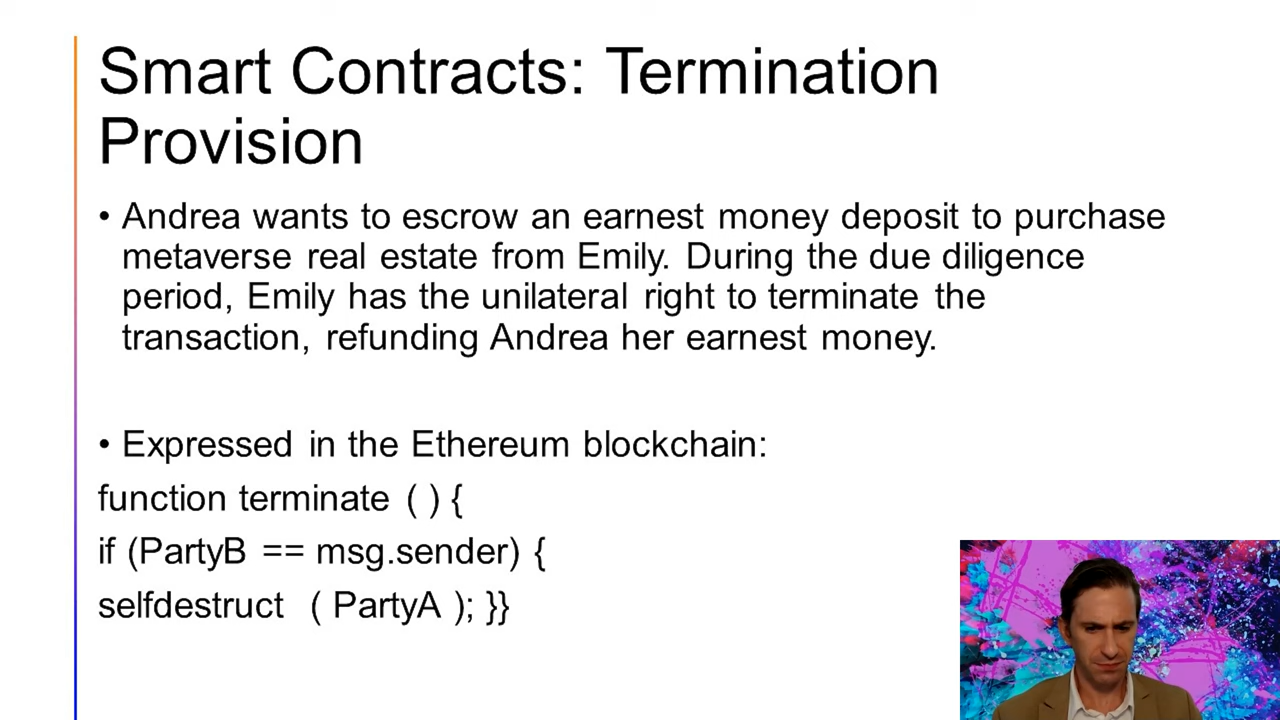 Smart Contracts: Termination
Provision
• Andrea wants to escrow an earnest money deposit to purchase
metaverse real estate from Emily. During the due diligence
period, Emily has the unilateral right to terminate the
transaction, refunding Andrea her earnest money.
• Expressed in the Ethereum blockchain:
function terminate ( ) {
if (PartyB == msg.sender) {
selfdestruct ( PartyA ); }}